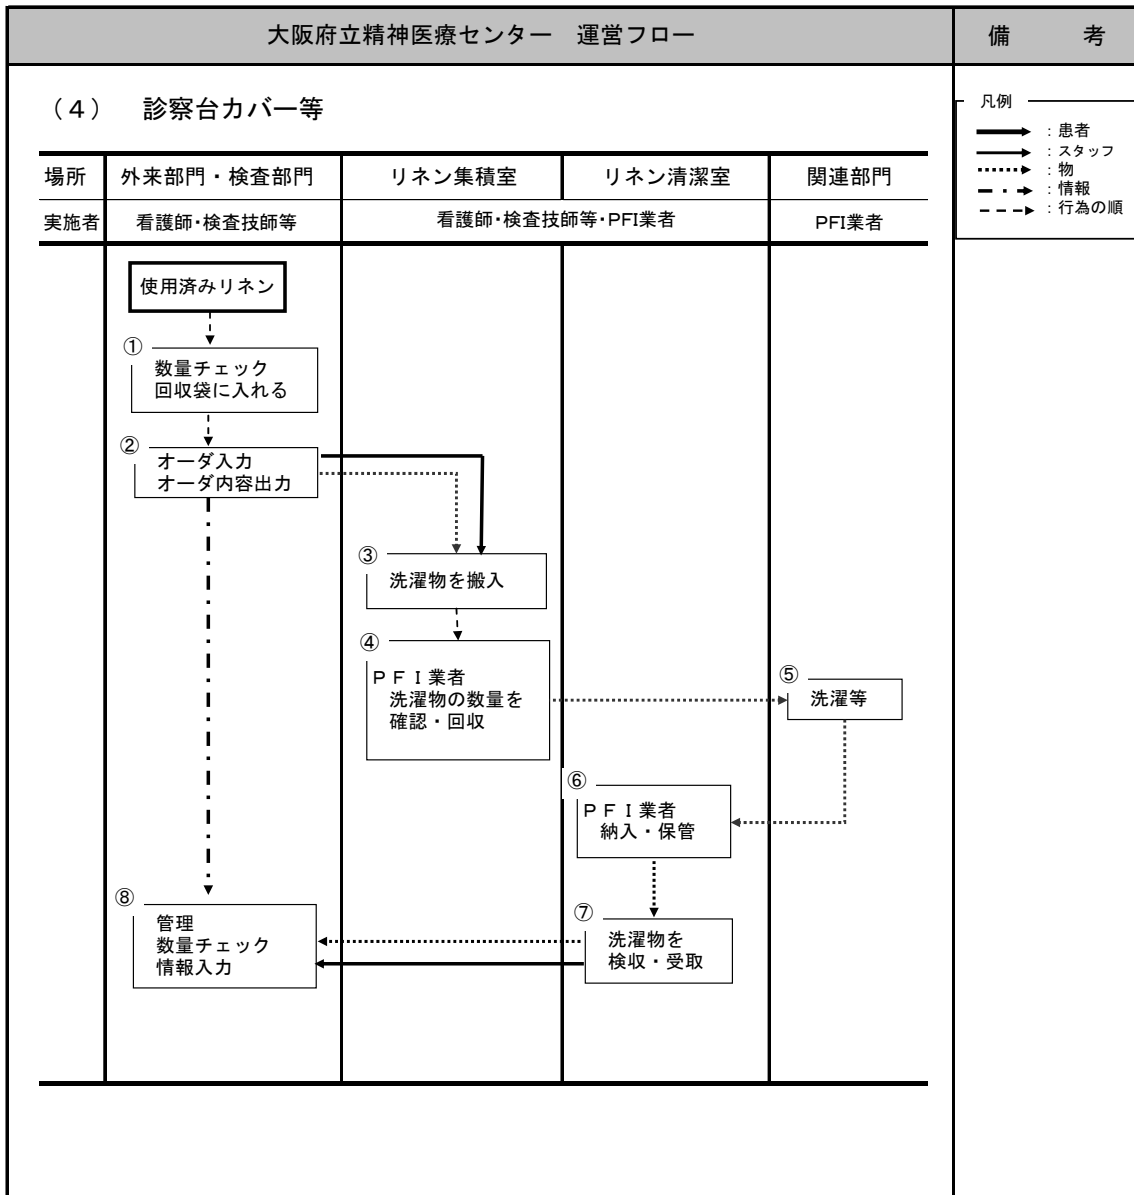 大阪府立精神医療センター　運営フロー
備　　考
（４）　診察台カバー等
凡例
：患者
：スタッフ
：物
：情報
：行為の順
場所
外来部門・検査部門
リネン集積室
リネン清潔室
関連部門
実施者
看護師・検査技師等
看護師・検査技師等・PFI業者
PFI業者
使用済みリネン
①
数量チェック
回収袋に入れる
②
オーダ入力
オーダ内容出力
③
洗濯物を搬入
④
ＰＦＩ業者
洗濯物の数量を
確認・回収
⑤
洗濯等
⑥
ＰＦＩ業者
納入・保管
⑦
洗濯物を
検収・受取
⑧
管理
数量チェック
情報入力